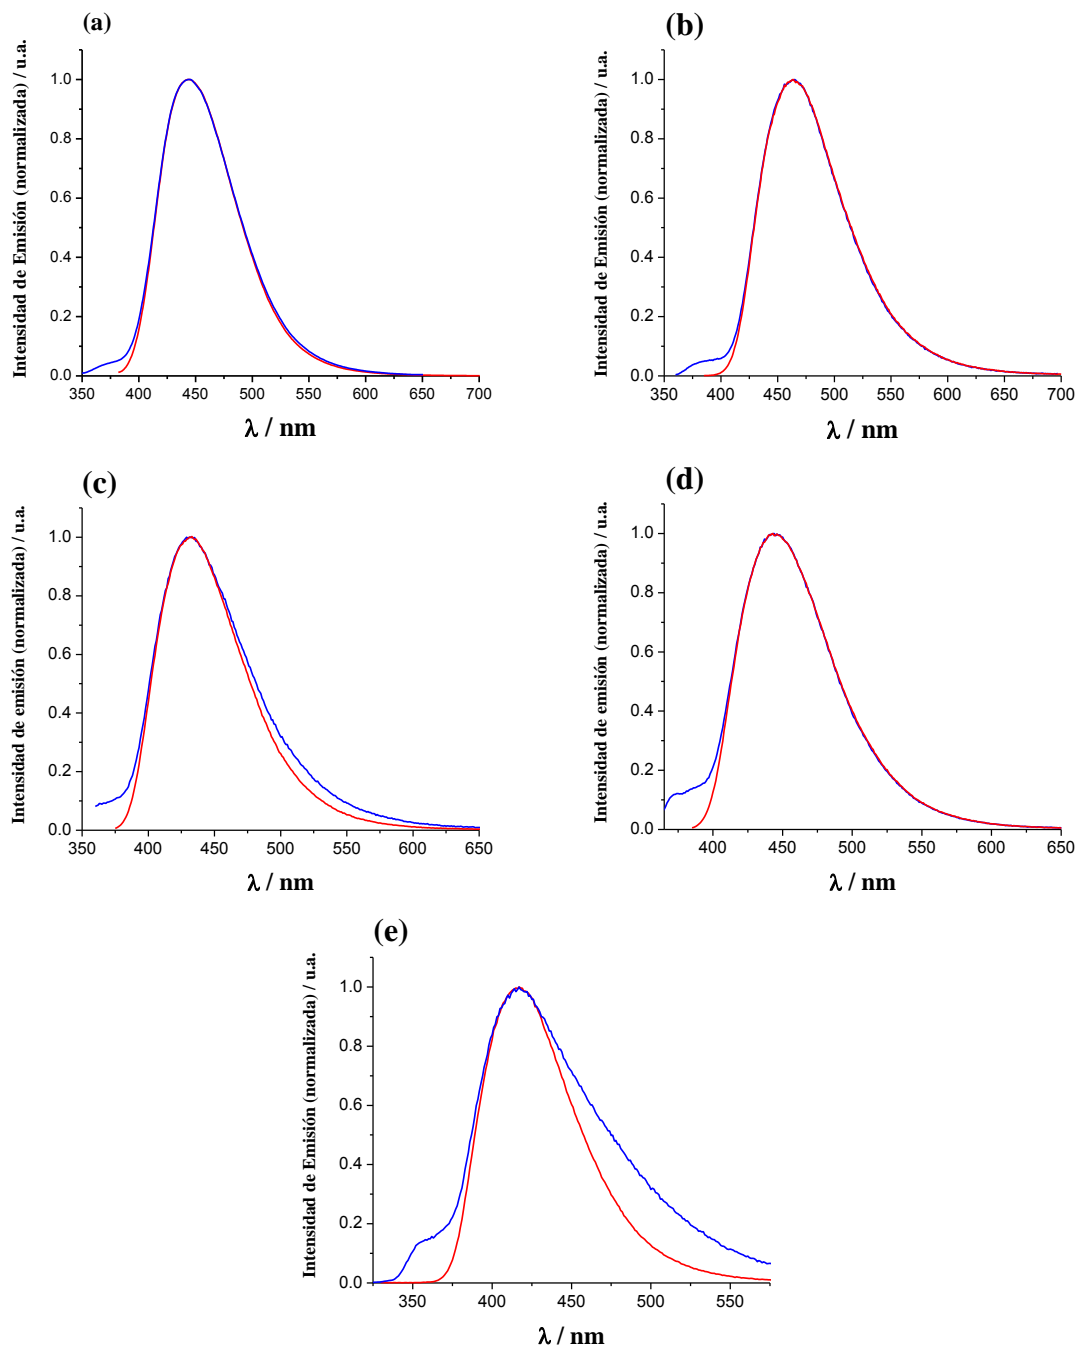 (a)
Intensidad de Emisión (normalizada) / u.a.
1.0
0.8
0.6
0.4
0.2
0.0
350 400 450 500 550 600 650 700
λ / nm
(b)
Intensidad de Emisión (normalizada) / u.a.
1.0
0.8
0.6
0.4
0.2
0.0
350 400 450 500 550 600 650 700
λ / nm
(c)
Intensidad de emisión (normalizada) / u.a.
1.0
0.8
0.6
0.4
0.2
0.0
350 400 450 500 550 600 650
λ / nm
(d)
Intensidad de emisión (normalizada) / u.a.
1.0
0.8
0.6
0.4
0.2
0.0
400 450 500 550 600 650
λ / nm
(e)
Intensidad de Emisión (normalizada) / u.a.
1.0
0.8
0.6
0.4
0.2
0.0
350 400 450 500 550
λ / nm